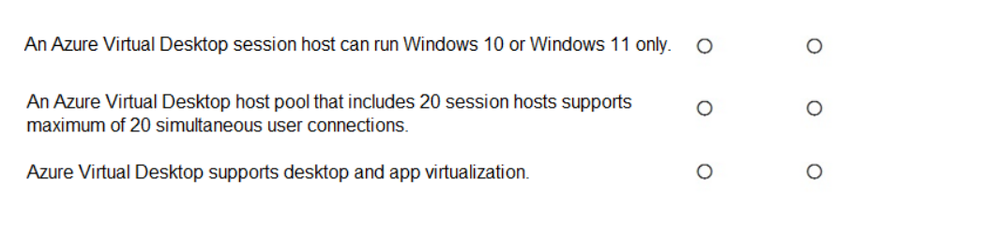 An Azure Virtual Desktop session host can run Windows 10 or Windows 11 only.
An Azure Virtual Desktop host pool that includes 20 session hosts supports
maximum of 20 simultaneous user connections.
Azure Virtual Desktop supports desktop and app virtualization.